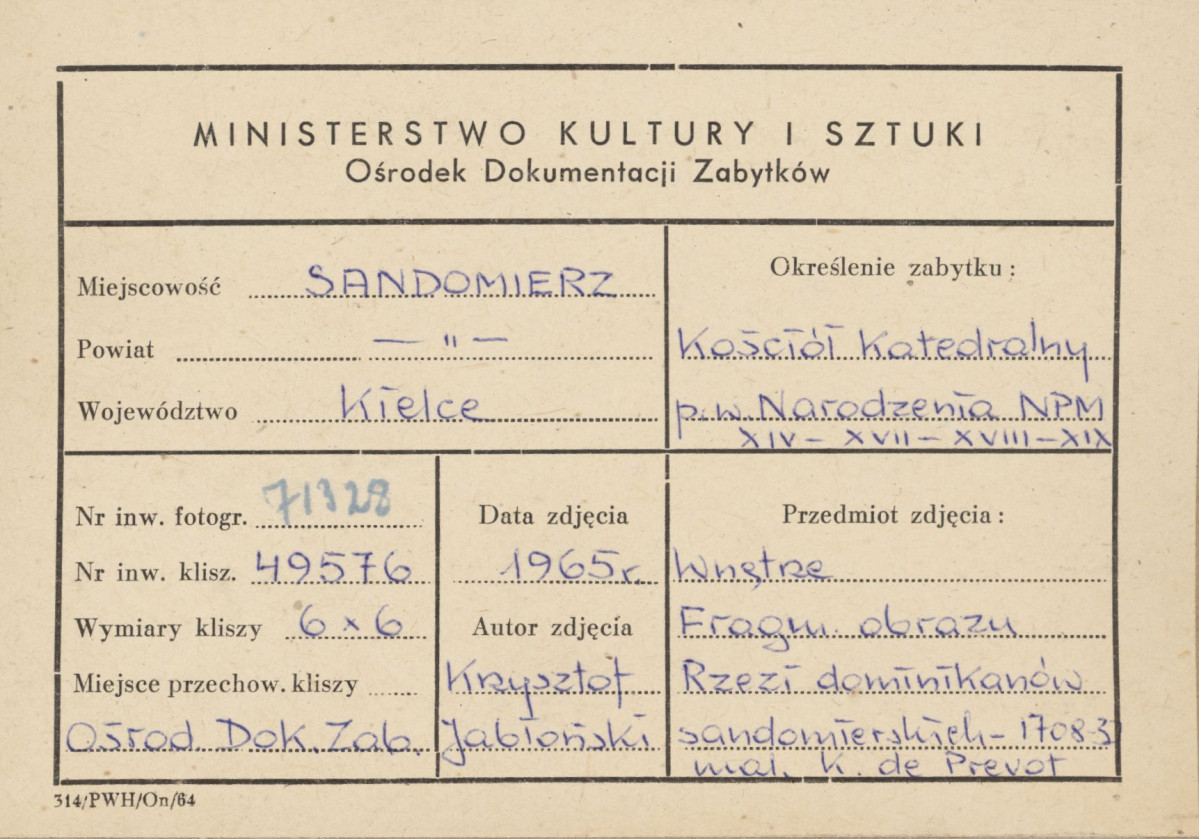 MINISTERSTWO KULTURY I SZTUKI
Ośrodek Dokumentacji Zabytków
Miejscowość SANDOMIERZ
Powiat — " —
Województwo Kielce
Określenie zabytku:
Kościół Katedralny
p.w. Narodzenia NPM
XIV – XVII – XVIII – XIX
Nr inw. fotogr. 71328
Nr inw. klisz. 49576
Wymiary kliszy 6 x 6
Miejsce przechow. kliszy
Ośrod. Dok. Zab.
Data zdjęcia
1965r.
Autor zdjęcia
Krzysztof
Jabłoński
Przedmiot zdjęcia:
Wnętrze
Fragm. obrazu
Rzezi dominikanów
sandomierskich – 1708-3
mal. K. de Prevot
314/PWH/On/64